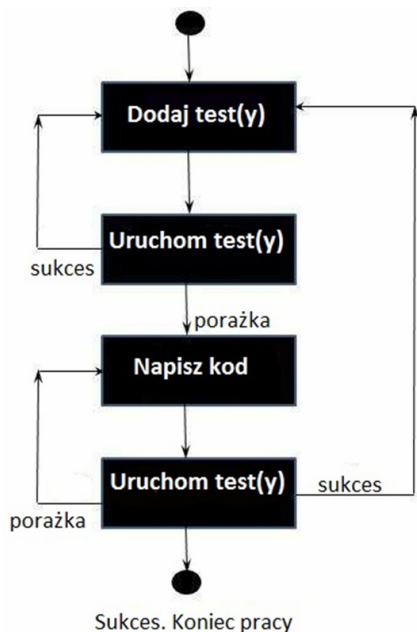 Dodaj test(y)
Uruchom test(y)
sukces
porażka
Napisz kod
Uruchom test(y)
sukces
porażka
Sukces. Koniec pracy